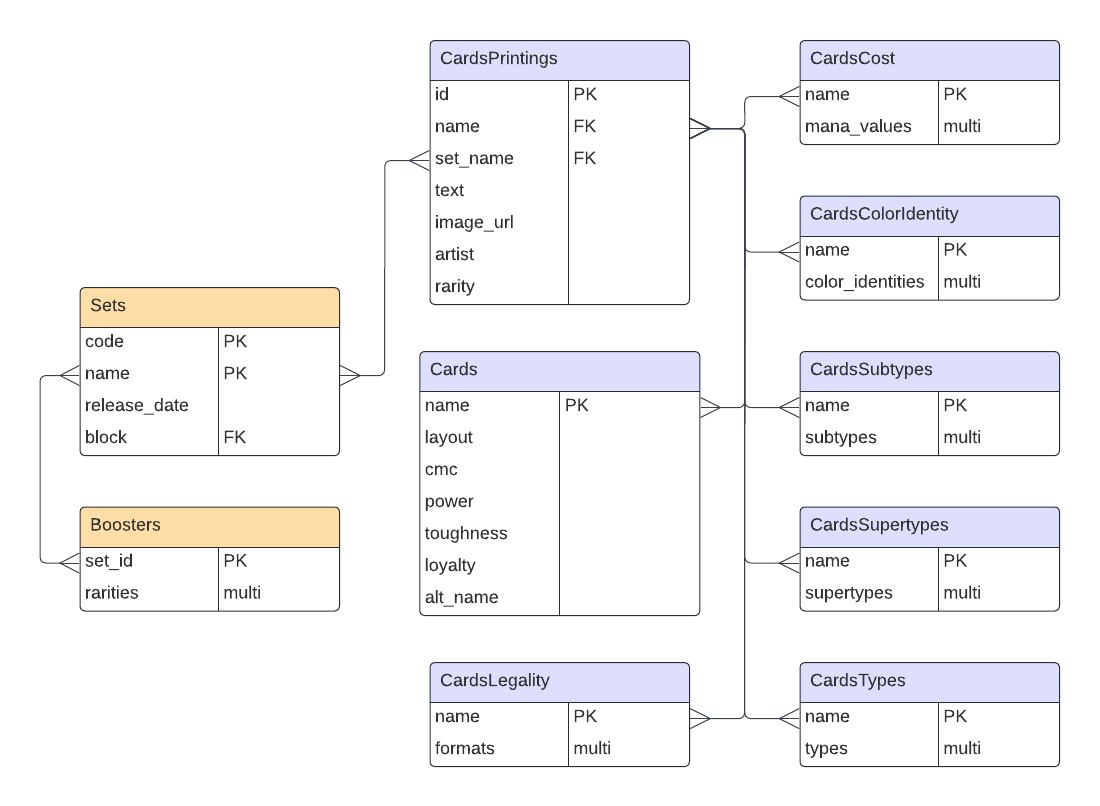 CardsPrintings
id PK
name FK
set_name FK
text
image_url
artist
rarity
CardsCost
name PK
mana_values multi
CardsColorIdentity
name PK
color_identities multi
Sets
code PK
name PK
release_date
block FK
Cards
name PK
layout
cmc
power
toughness
loyalty
alt_name
CardsSubtypes
name PK
subtypes multi
Boosters
set_id PK
rarities multi
CardsSupertypes
name PK
supertypes multi
CardsLegality
name PK
formats multi
CardsTypes
name PK
types multi